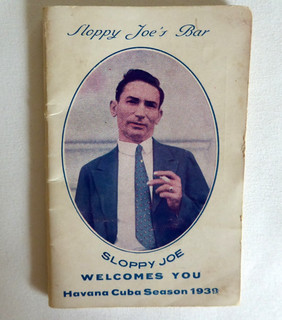 Sloppy Joe's Bar
SLOPPY JOE
WELCOMES YOU
Havana Cuba Season 1939